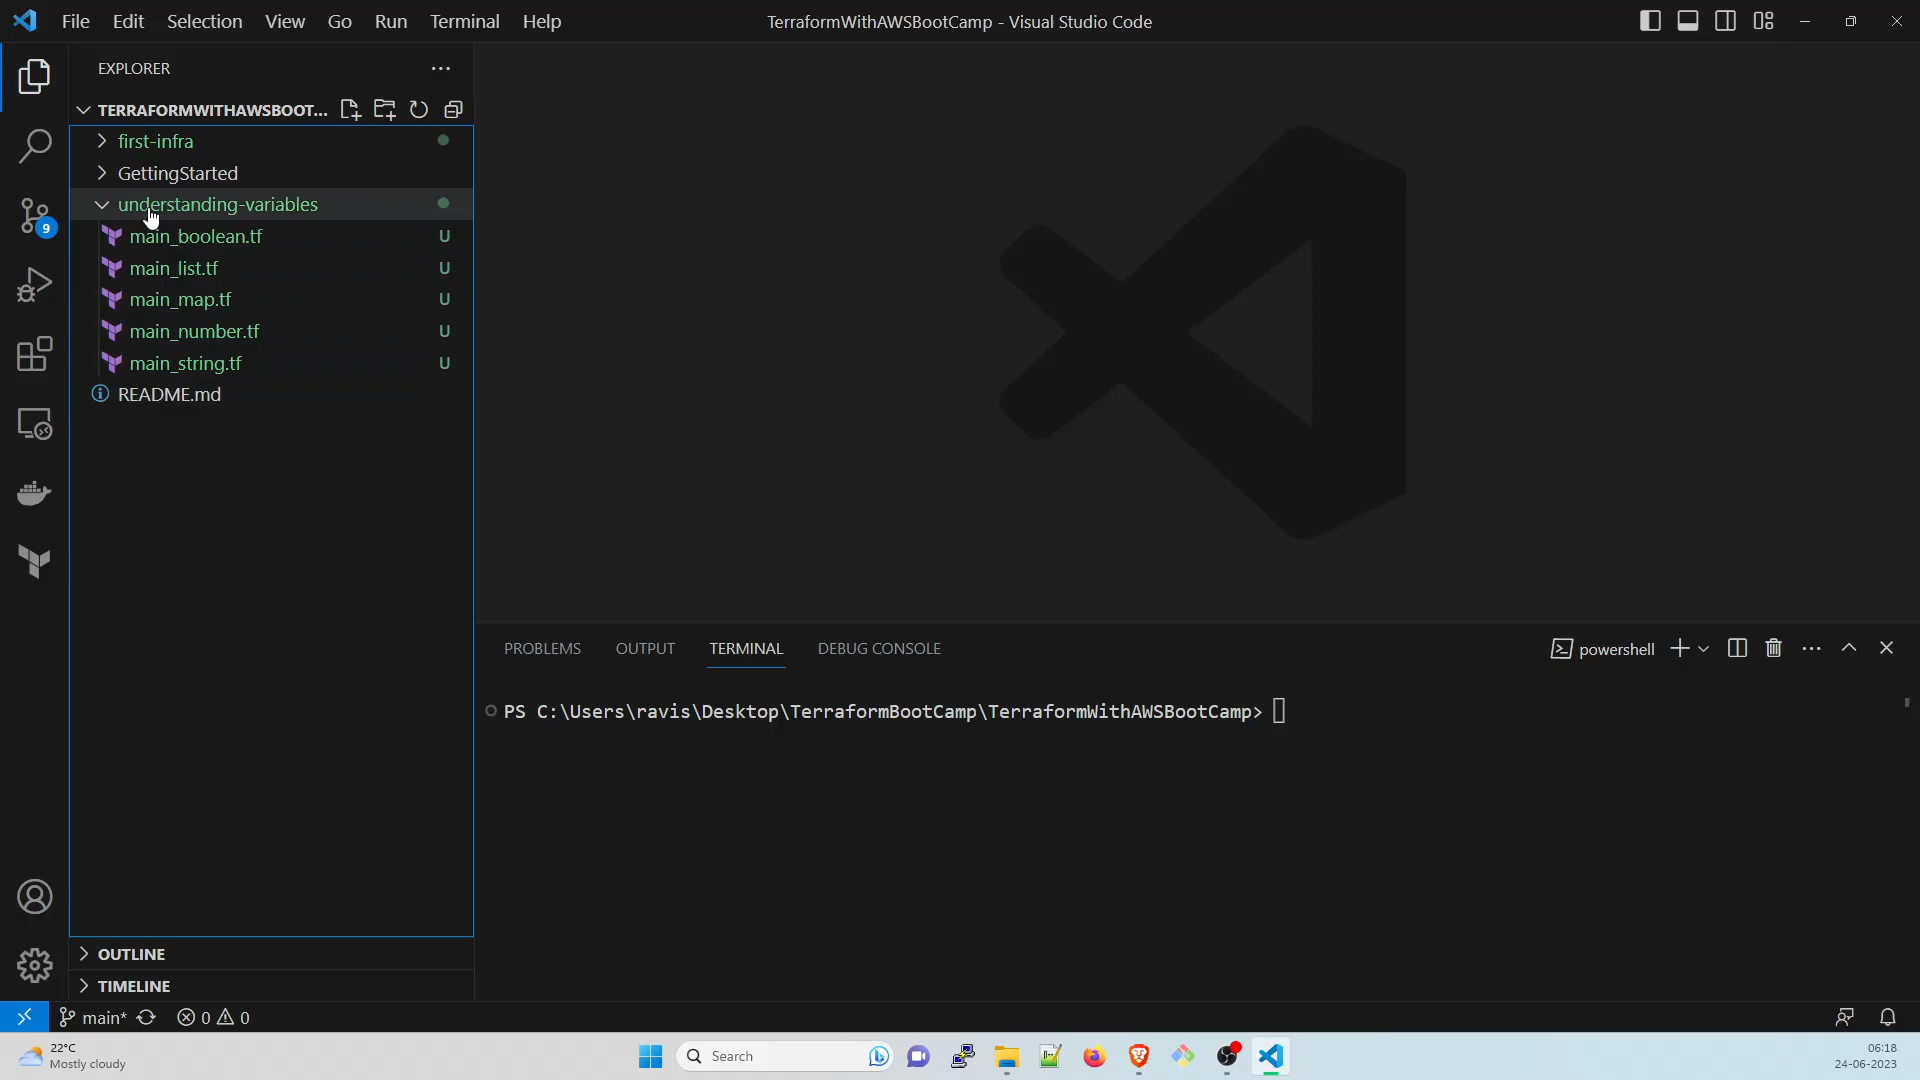 File Edit Selection View Go Run Terminal Help
TerraformWithAWSBootCamp - Visual Studio Code
EXPLORER
TERRAFORMWITHAWSBOOT...
first-infra
GettingStarted
understanding-variables
main_boolean.tf U
main_list.tf U
main_map.tf U
main_number.tf U
main_string.tf U
README.md
9
OUTLINE
TIMELINE
PROBLEMS OUTPUT TERMINAL DEBUG CONSOLE
powershell
PS C:\Users\ravis\Desktop\TerraformBootCamp\TerraformWithAWSBootCamp>
main* 0 0
22°C
Mostly cloudy
Search
06:18
24-06-2023